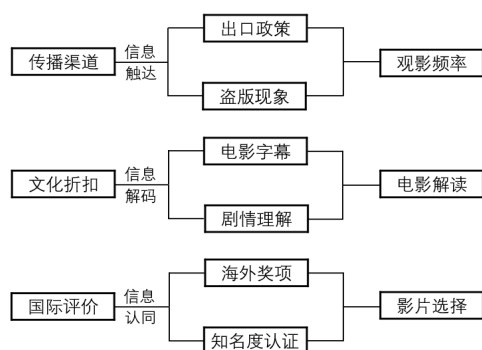 出口政策
传播渠道
信息
触达
观影频率
盗版现象
电影字幕
文化折扣
信息
解码
电影解读
剧情理解
海外奖项
国际评价
信息
认同
影片选择
知名度认证